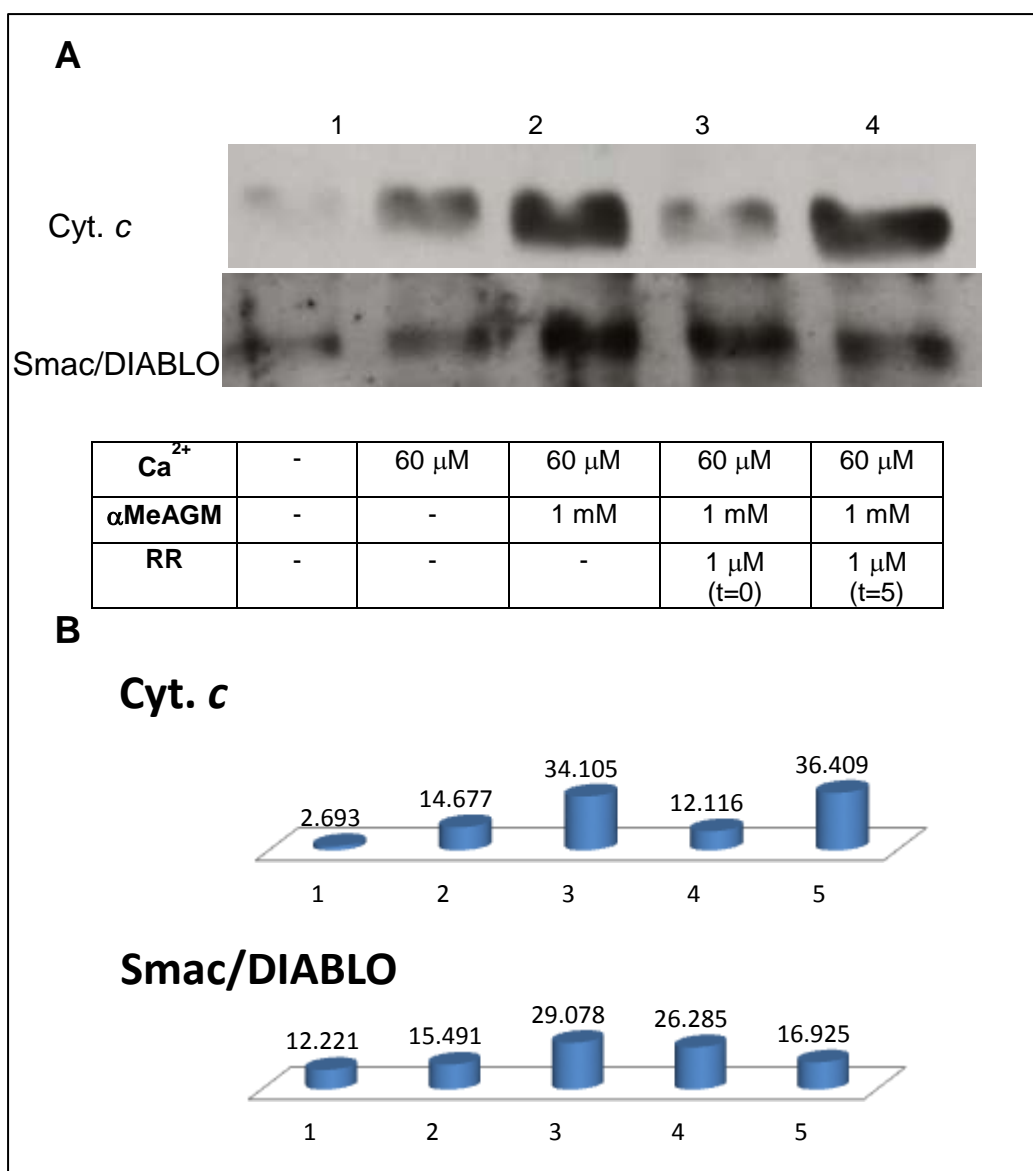 A
1 2 3 4
Cyt. c
Smac/DIABLO
Ca2+ - 60 μM 60 μM 60 μM 60 μM
αMeAGM - - 1 mM 1 mM 1 mM
RR - - - 1 μM 1 μM
(t=0) (t=5)
B
Cyt. c
2.693 14.677 34.105 12.116 36.409
1 2 3 4 5
Smac/DIABLO
12.221 15.491 29.078 26.285 16.925
1 2 3 4 5